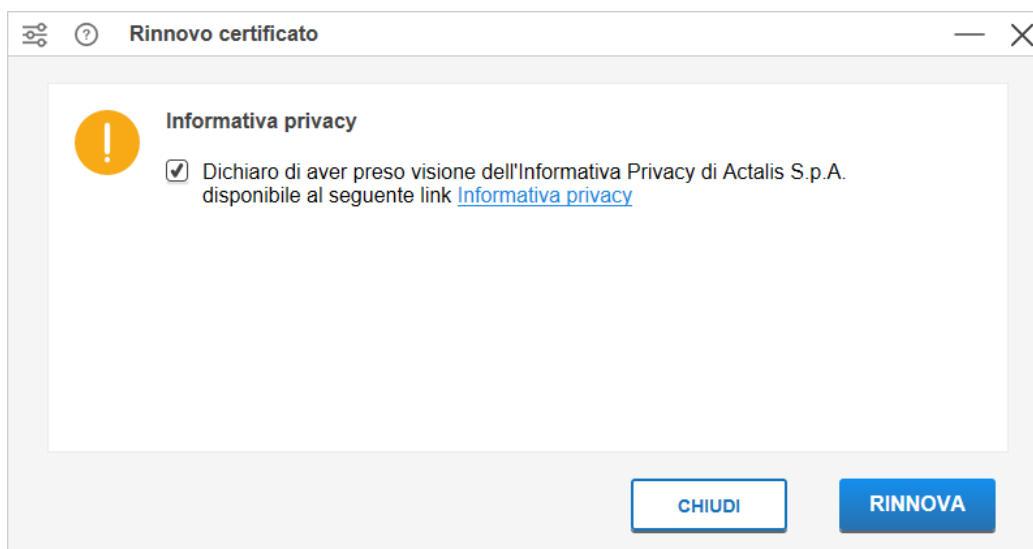 Rinnovo certificato
Informativa privacy
Dichiaro di aver preso visione dell'Informativa Privacy di Actalis S.p.A.
disponibile al seguente link Informativa privacy
CHIUDI
RINNOVA